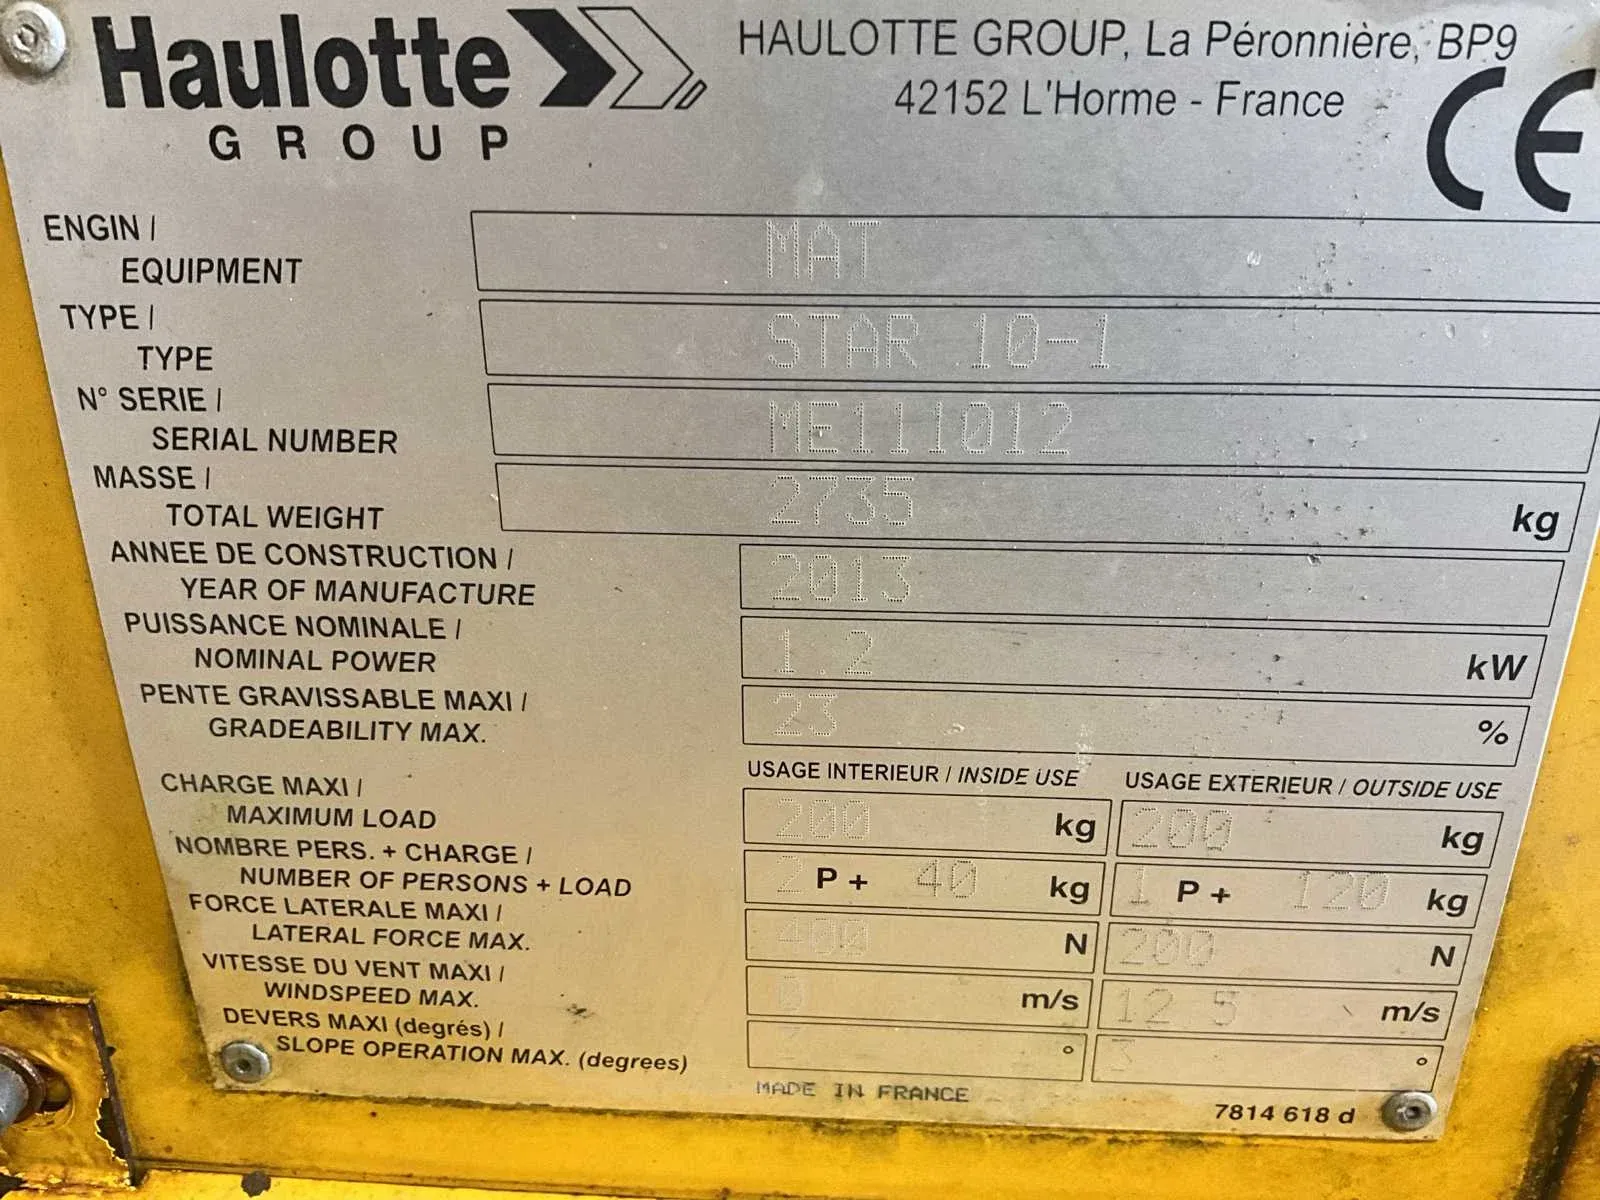 Haulotte
GROUP
HAULOTTE GROUP, La Péronnière, BP9
42152 L'Horme - France
CE
ENGIN /
EQUIPMENT
MAT
TYPE /
TYPE
STAR 10-1
N° SERIE /
SERIAL NUMBER
ME111012
MASSE /
TOTAL WEIGHT
2735 kg
ANNEE DE CONSTRUCTION /
YEAR OF MANUFACTURE
2013
PUISSANCE NOMINALE /
NOMINAL POWER
1.2 kW
PENTE GRAVISSABLE MAXI /
GRADEABILITY MAX.
23 %
USAGE INTERIEUR / INSIDE USE
USAGE EXTERIEUR / OUTSIDE USE
CHARGE MAXI /
MAXIMUM LOAD
200 kg
200 kg
NOMBRE PERS. + CHARGE /
NUMBER OF PERSONS + LOAD
2 P + 40 kg
1 P + 120 kg
FORCE LATERALE MAXI /
LATERAL FORCE MAX.
400 N
200 N
VITESSE DU VENT MAXI /
WINDSPEED MAX.
0 m/s
12 5 m/s
DEVERS MAXI (degrés) /
SLOPE OPERATION MAX. (degrees)
°
3 °
MADE IN FRANCE
7814 618 d